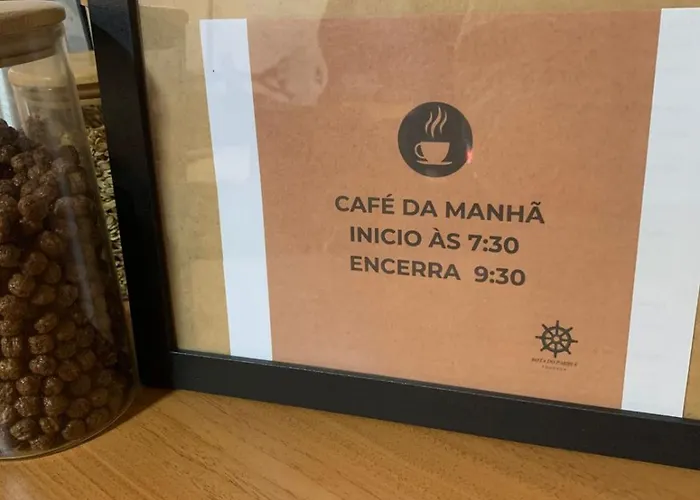 CAFÉ DA MANHÃ
INICIO ÀS 7:30
ENCERRA 9:30